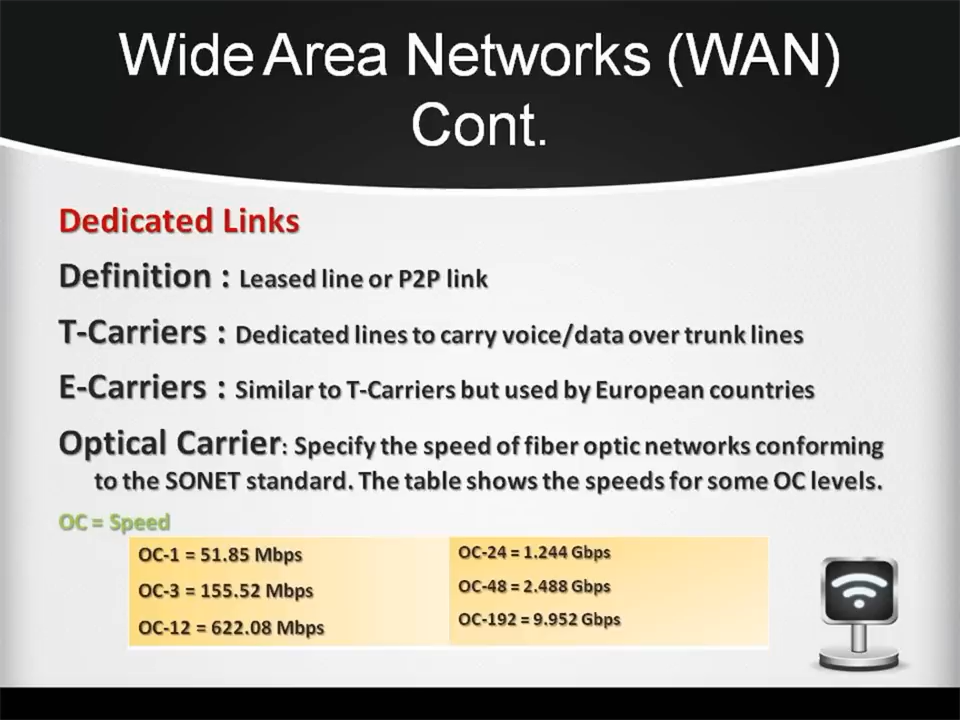 Wide Area Networks (WAN)
Cont.
Dedicated Links
Definition : Leased line or P2P link
T-Carriers : Dedicated lines to carry voice/data over trunk lines
E-Carriers : Similar to T-Carriers but used by European countries
Optical Carrier: Specify the speed of fiber optic networks conforming
to the SONET standard. The table shows the speeds for some OC levels.
OC = Speed
OC-1 = 51.85 Mbps
OC-3 = 155.52 Mbps
OC-12 = 622.08 Mbps
OC-24 = 1.244 Gbps
OC-48 = 2.488 Gbps
OC-192 = 9.952 Gbps